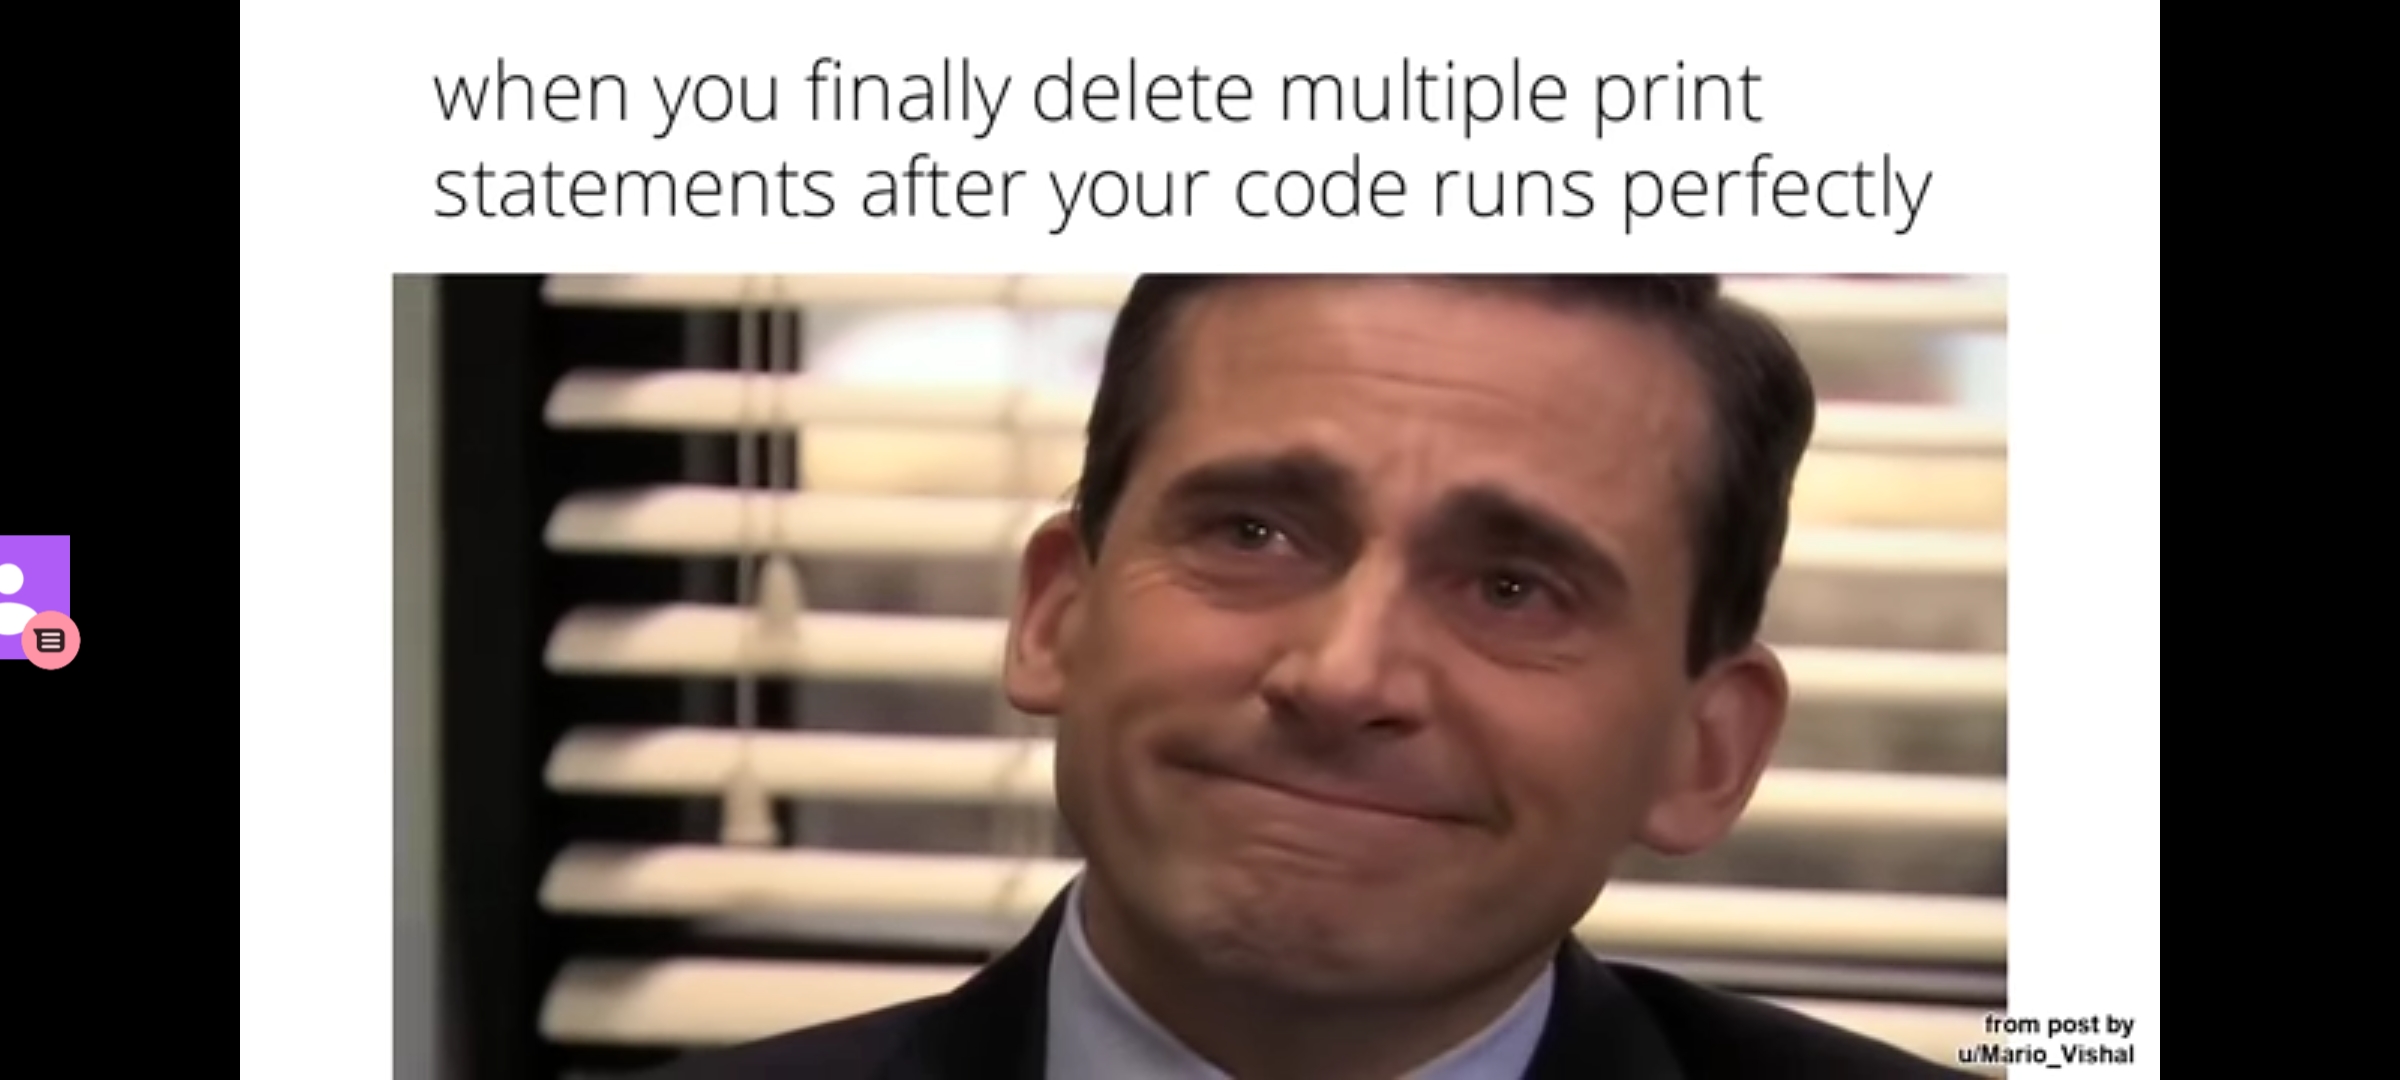 when you finally delete multiple print
statements after your code runs perfectly
from post by
u/Mario_Vishal